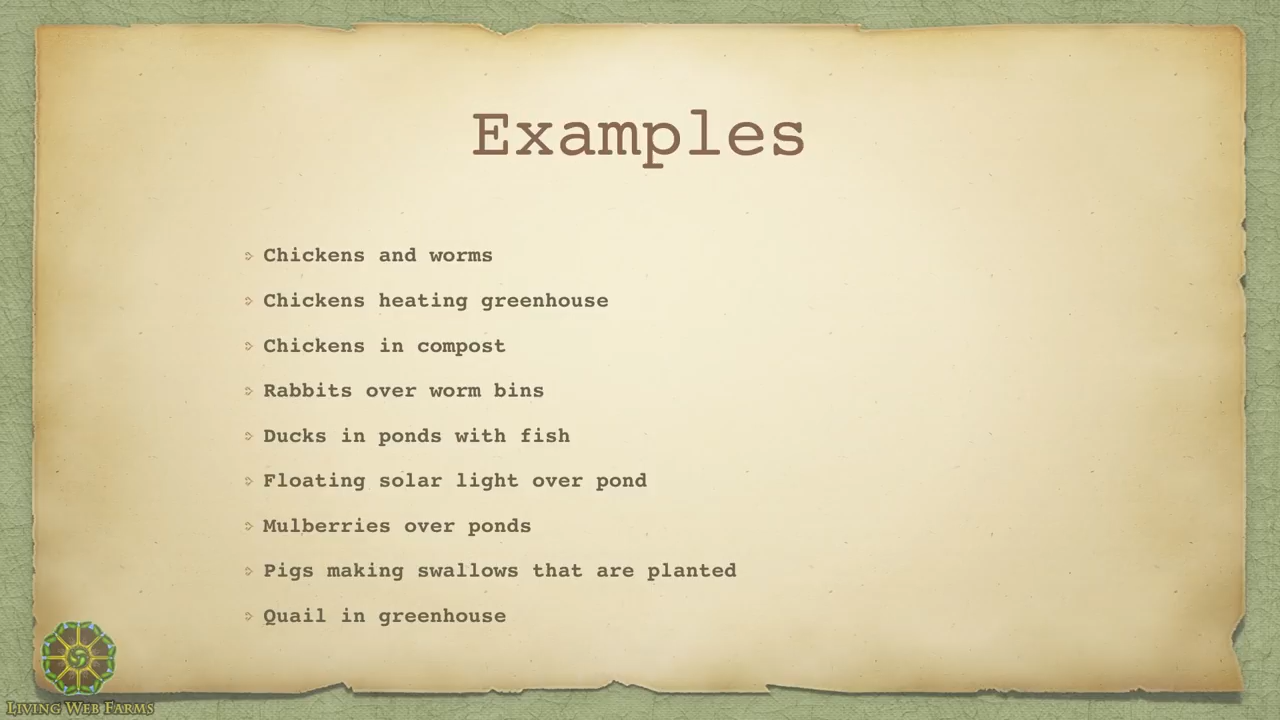 Examples
Chickens and worms
Chickens heating greenhouse
Chickens in compost
Rabbits over worm bins
Ducks in ponds with fish
Floating solar light over pond
Mulberries over ponds
Pigs making swallows that are planted
Quail in greenhouse
Living Web Farms